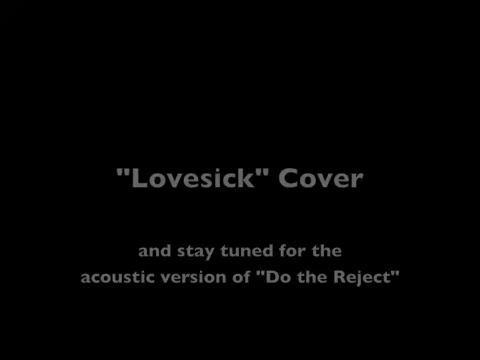 "Lovesick" Cover
and stay tuned for the
acoustic version of "Do the Reject"